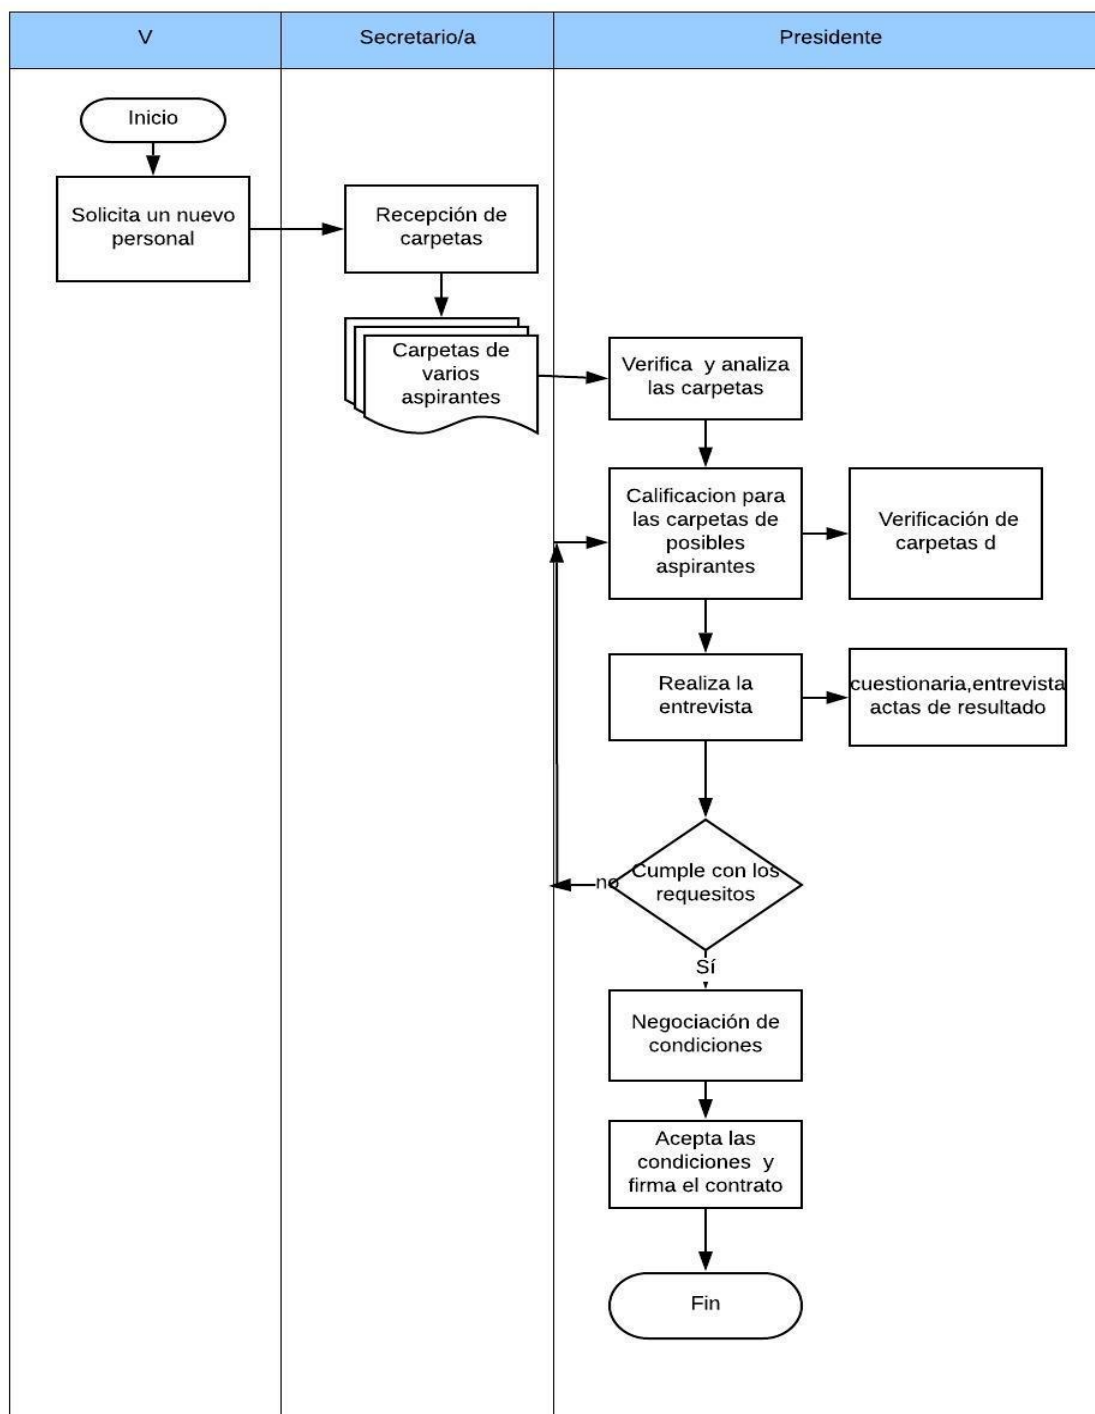 V
Secretario/a
Presidente
Inicio
Solicita un nuevo
personal
Recepción de
carpetas
Carpetas de
varios
aspirantes
Verifica y analiza
las carpetas
Calificacion para
las carpetas de
posibles
aspirantes
Verificación de
carpetas d
Realiza la
entrevista
cuestionaria,entrevista
actas de resultado
Cumple con los
requesitos
no
Sí
Negociación de
condiciones
Acepta las
condiciones y
firma el contrato
Fin